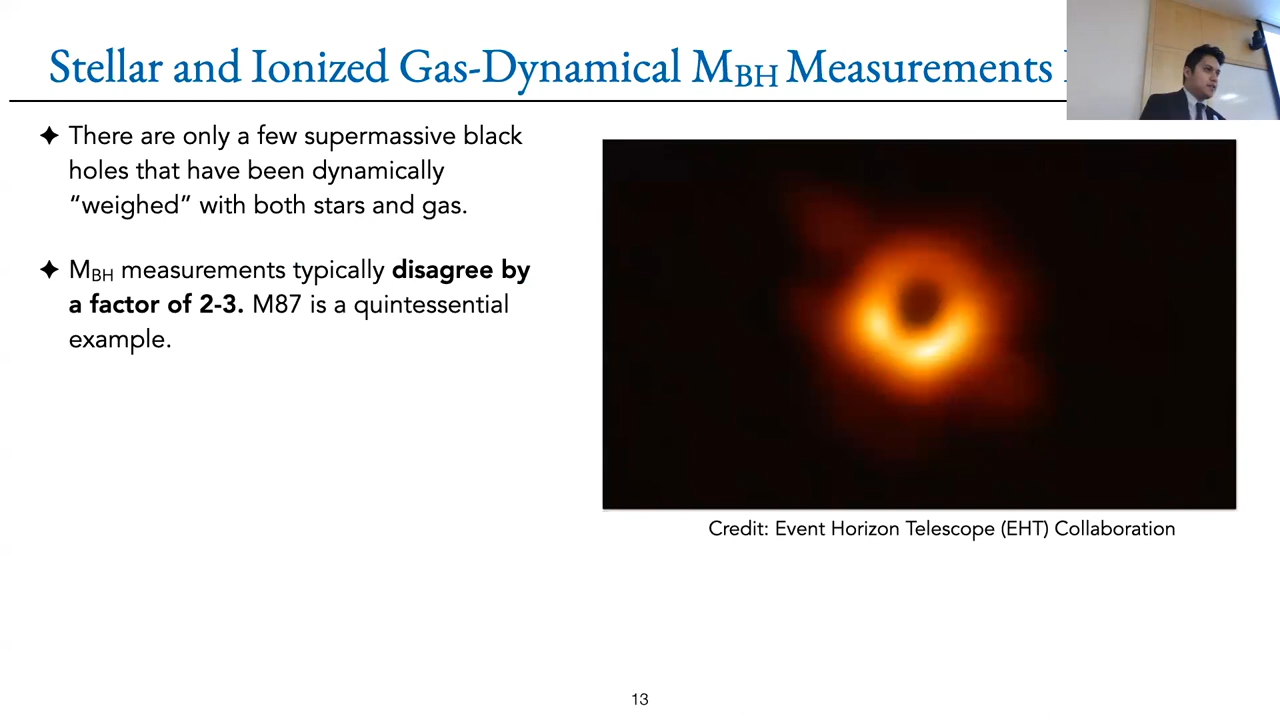 Stellar and Ionized Gas-Dynamical MBH Measurements
✦ There are only a few supermassive black
holes that have been dynamically
“weighed” with both stars and gas.
✦ MBH measurements typically disagree by
a factor of 2-3. M87 is a quintessential
example.
Credit: Event Horizon Telescope (EHT) Collaboration
13